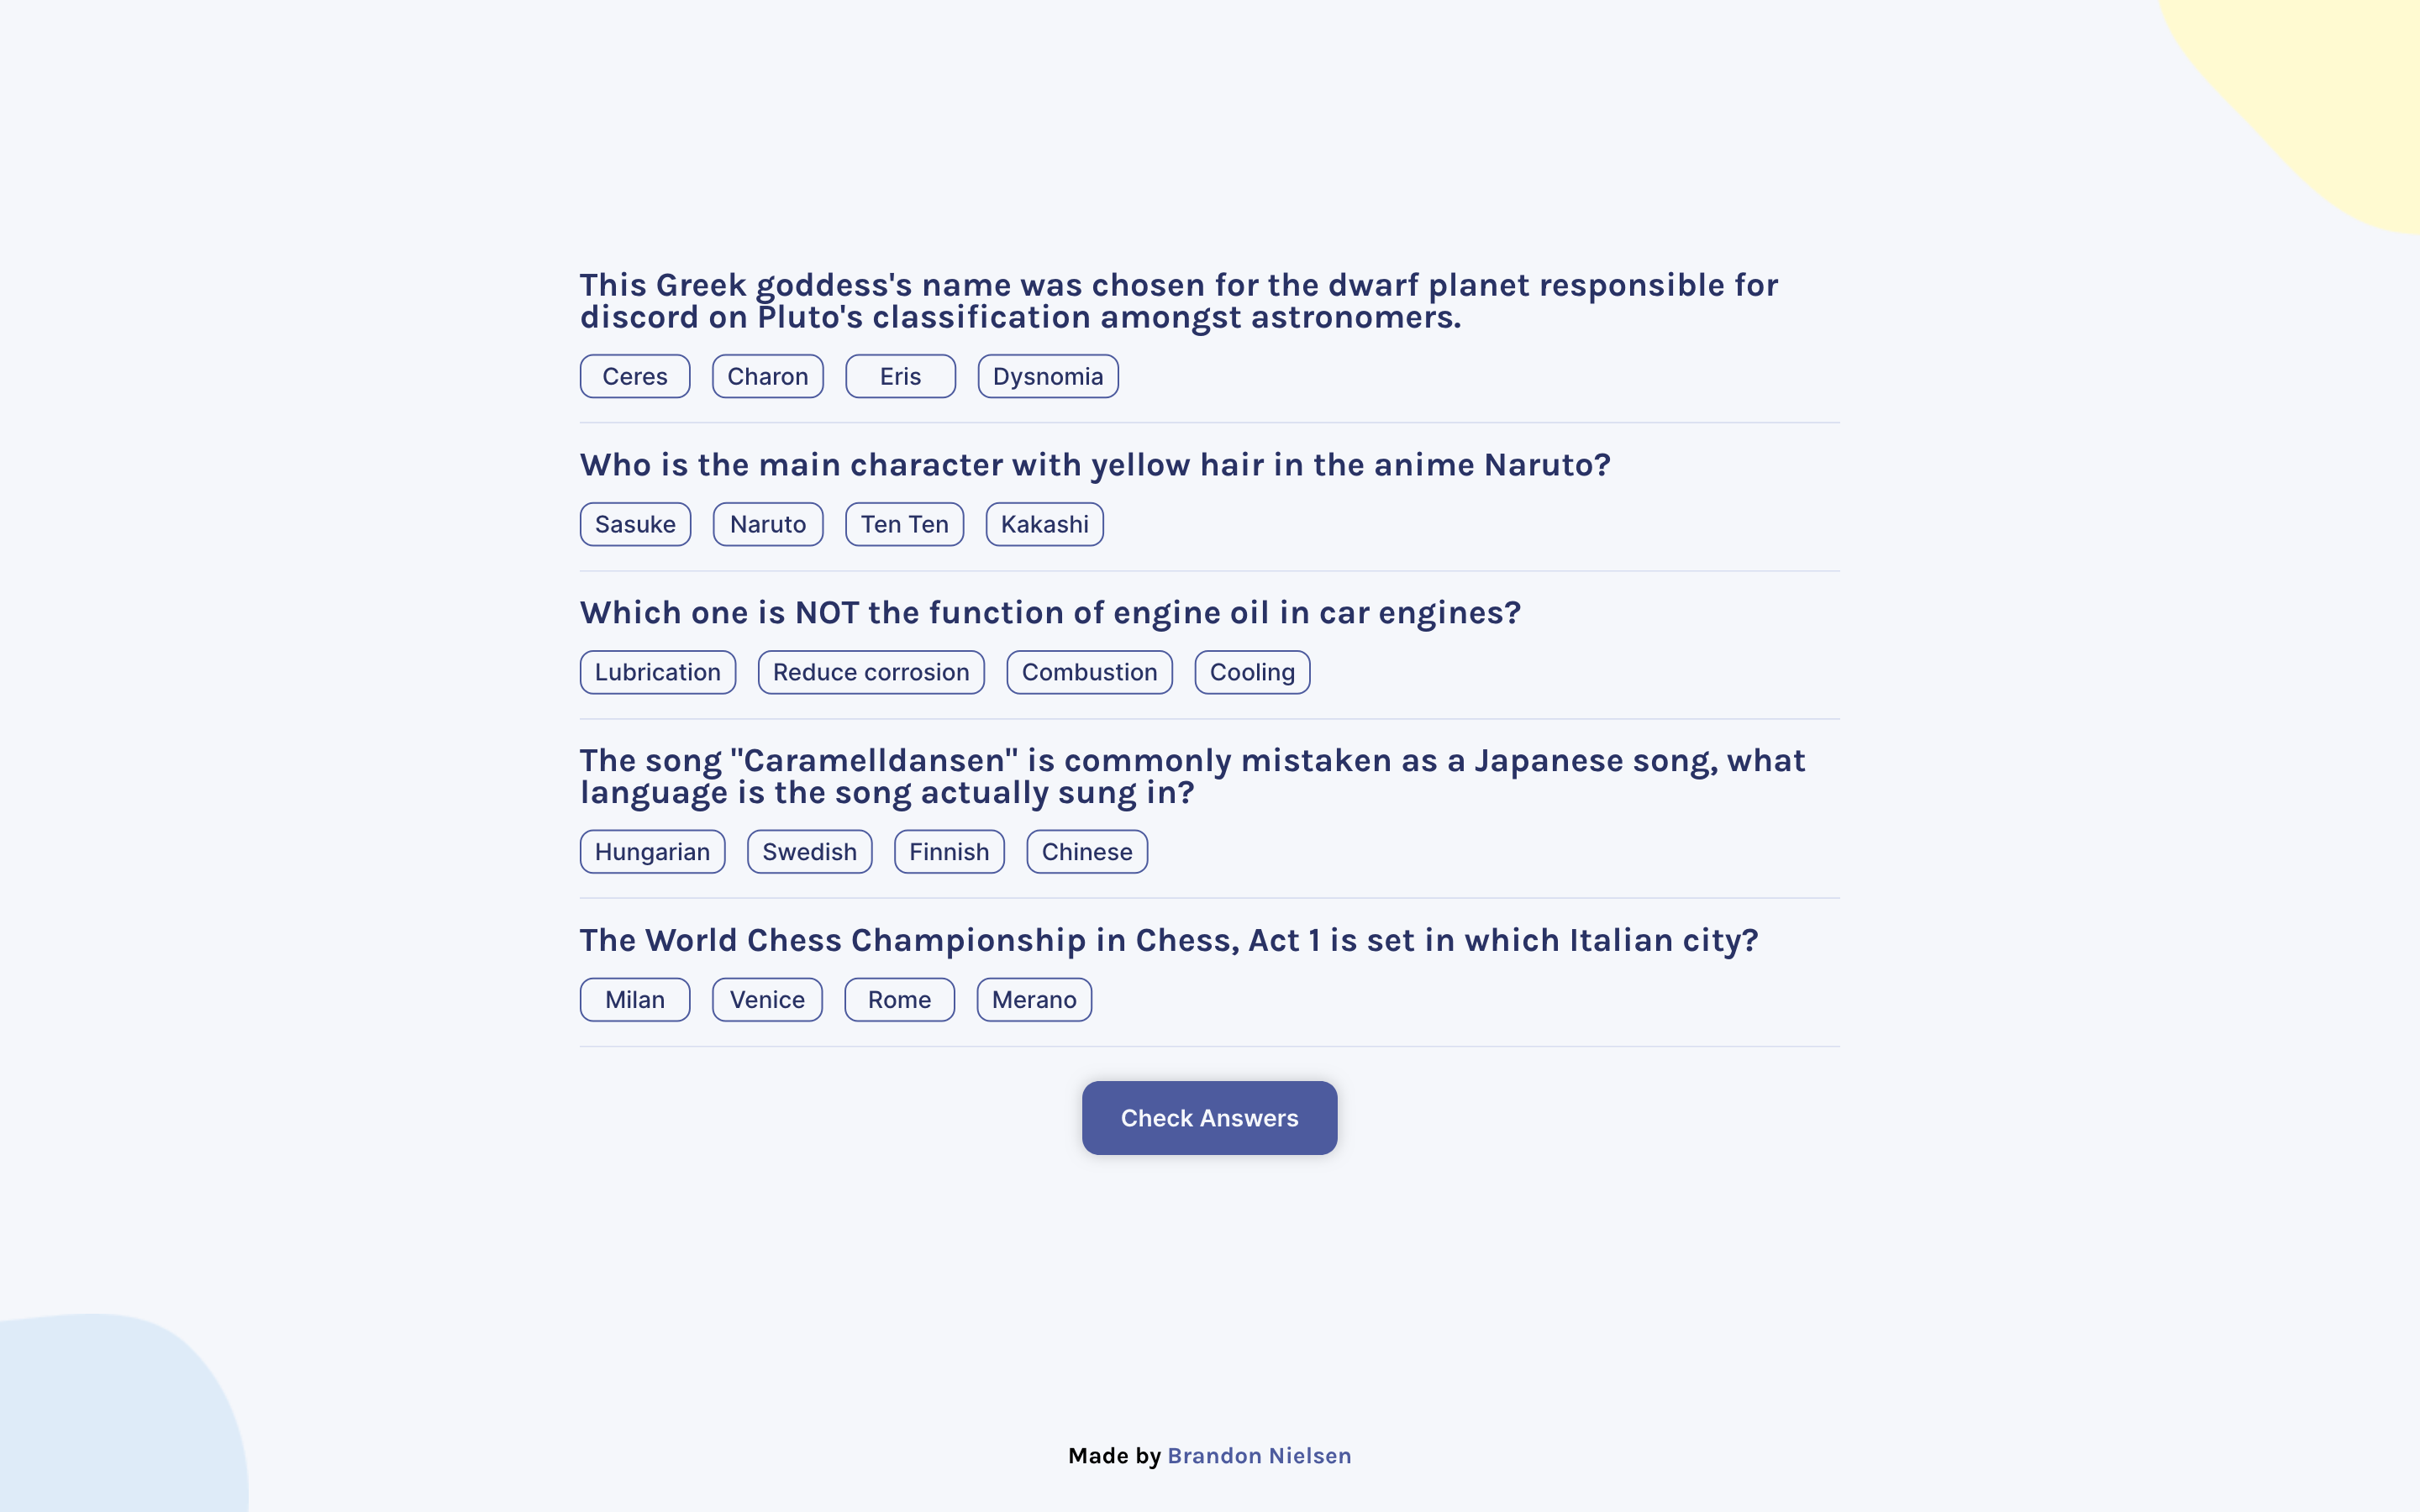 This Greek goddess's name was chosen for the dwarf planet responsible for
discord on Pluto's classification amongst astronomers.
Ceres Charon Eris Dysnomia
Who is the main character with yellow hair in the anime Naruto?
Sasuke Naruto Ten Ten Kakashi
Which one is NOT the function of engine oil in car engines?
Lubrication Reduce corrosion Combustion Cooling
The song "Caramelldansen" is commonly mistaken as a Japanese song, what
language is the song actually sung in?
Hungarian Swedish Finnish Chinese
The World Chess Championship in Chess, Act 1 is set in which Italian city?
Milan Venice Rome Merano
Check Answers
Made by Brandon Nielsen